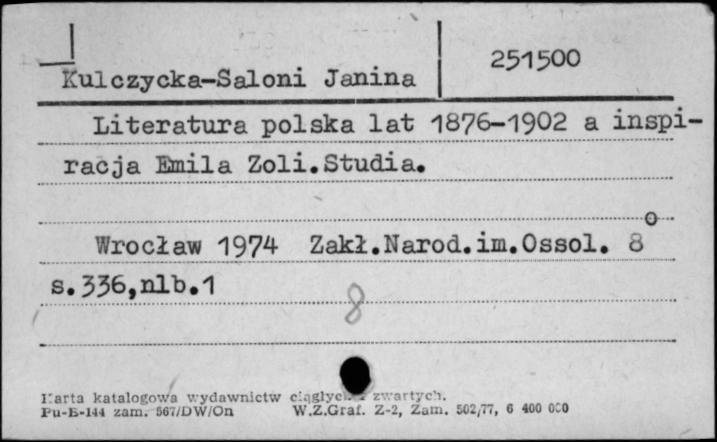 Kulczycka-Saloni Janina
251500
Literatura polska lat 1876-1902 a inspi-
racja Emila Zoli.Studia.
Wrocław 1974 Zakł.Narod.im.Ossol. 8o
s.336,nlb.1
8
Karta katalogowa wydawnictw ciągłych i zwartych.
Pu-K-144 zam. 567/DW/On W.Z.Graf. Z-2, Zam. 502/77, 6 400 000